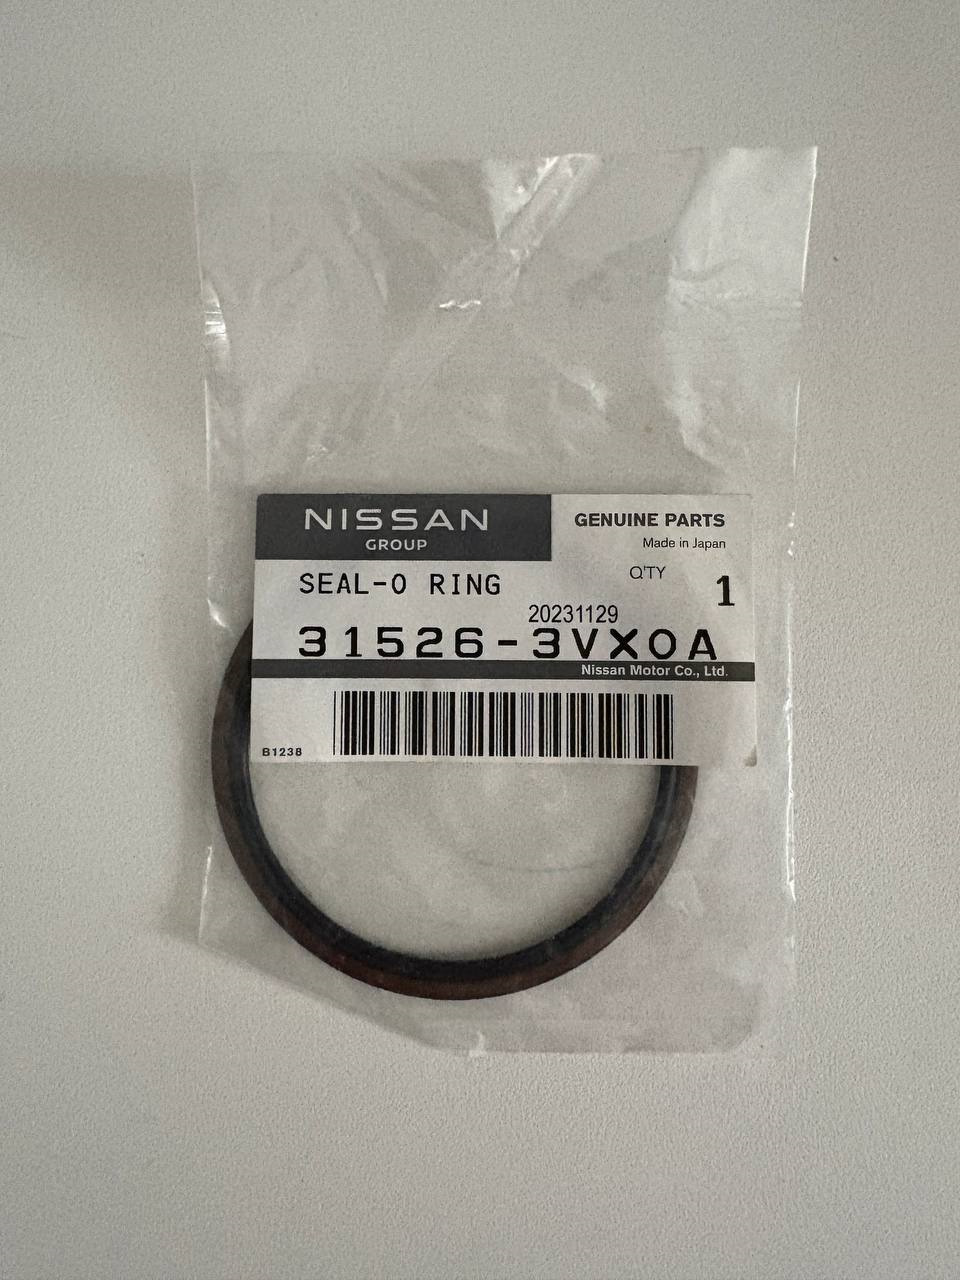 NISSAN
GROUP
GENUINE PARTS
Made in Japan
SEAL-O RING
Q'TY
1
20231129
31526-3VX0A
Nissan Motor Co., Ltd.
B1238